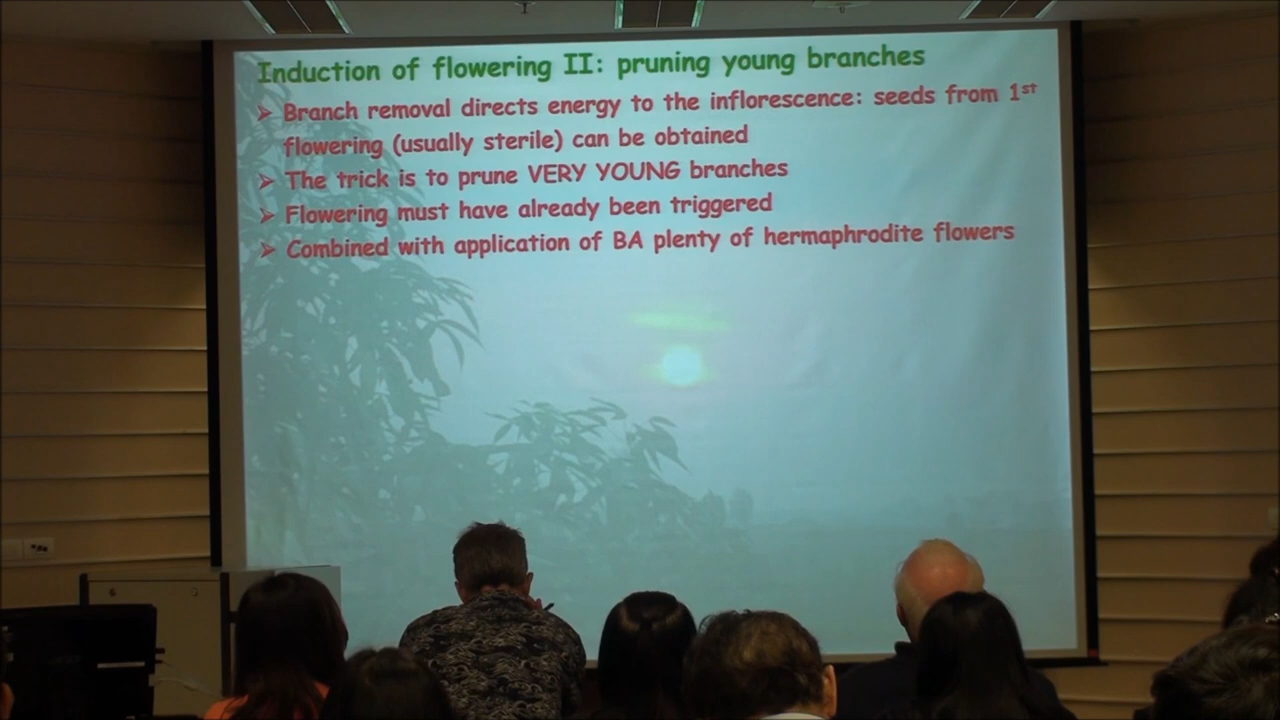 Induction of flowering II: pruning young branches
➢ Branch removal directs energy to the inflorescence: seeds from 1st
flowering (usually sterile) can be obtained
➢ The trick is to prune VERY YOUNG branches
➢ Flowering must have already been triggered
➢ Combined with application of BA plenty of hermaphrodite flowers